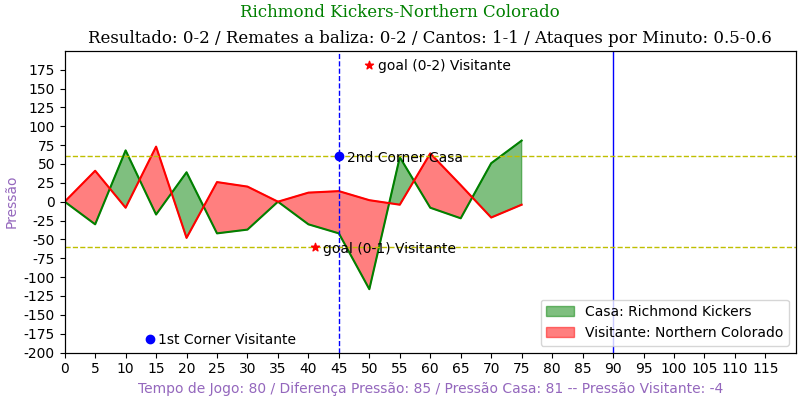 Richmond Kickers-Northern Colorado
Resultado: 0-2 / Remates a baliza: 0-2 / Cantos: 1-1 / Ataques por Minuto: 0.5-0.6
Pressão
175
150
125
100
75
50
25
0
-25
-50
-75
-100
-125
-150
-175
-200
goal (0-2) Visitante
2nd Corner Casa
goal (0-1) Visitante
1st Corner Visitante
Casa: Richmond Kickers
Visitante: Northern Colorado
0 5 10 15 20 25 30 35 40 45 50 55 60 65 70 75 80 85 90 95 100 105 110 115
Tempo de Jogo: 80 / Diferença Pressão: 85 / Pressão Casa: 81 -- Pressão Visitante: -4